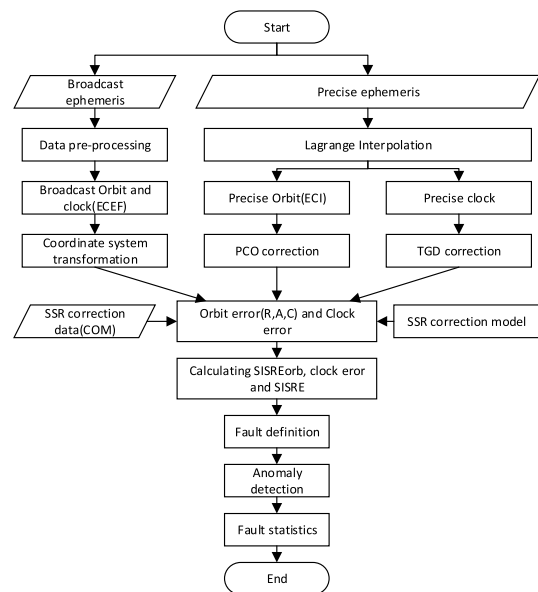 Start
Broadcast
ephemeris
Precise ephemeris
Data pre-processing
Lagrange Interpolation
Broadcast Orbit and
clock(ECEF)
Precise Orbit(ECI)
Precise clock
Coordinate system
transformation
PCO correction
TGD correction
SSR correction
data(COM)
Orbit error(R,A,C) and Clock
error
SSR correction model
Calculating SISREorb, clock eror
and SISRE
Fault definition
Anomaly
detection
Fault statistics
End